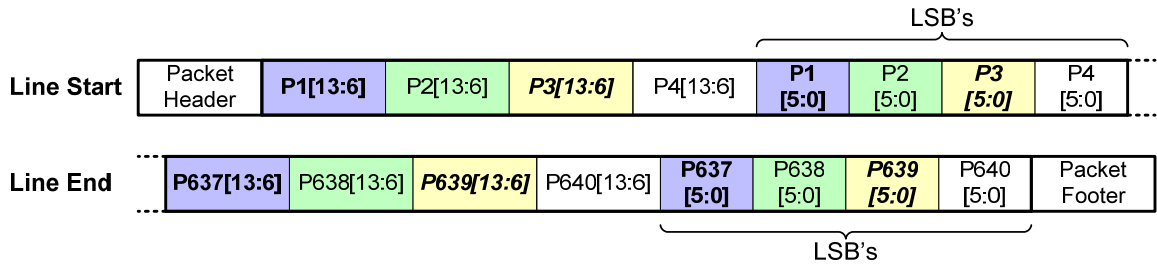 LSB's
Line Start
Packet Header
P1[13:6]
P2[13:6]
P3[13:6]
P4[13:6]
P1 [5:0]
P2 [5:0]
P3 [5:0]
P4 [5:0]
Line End
P637[13:6]
P638[13:6]
P639[13:6]
P640[13:6]
P637 [5:0]
P638 [5:0]
P639 [5:0]
P640 [5:0]
Packet Footer
LSB's